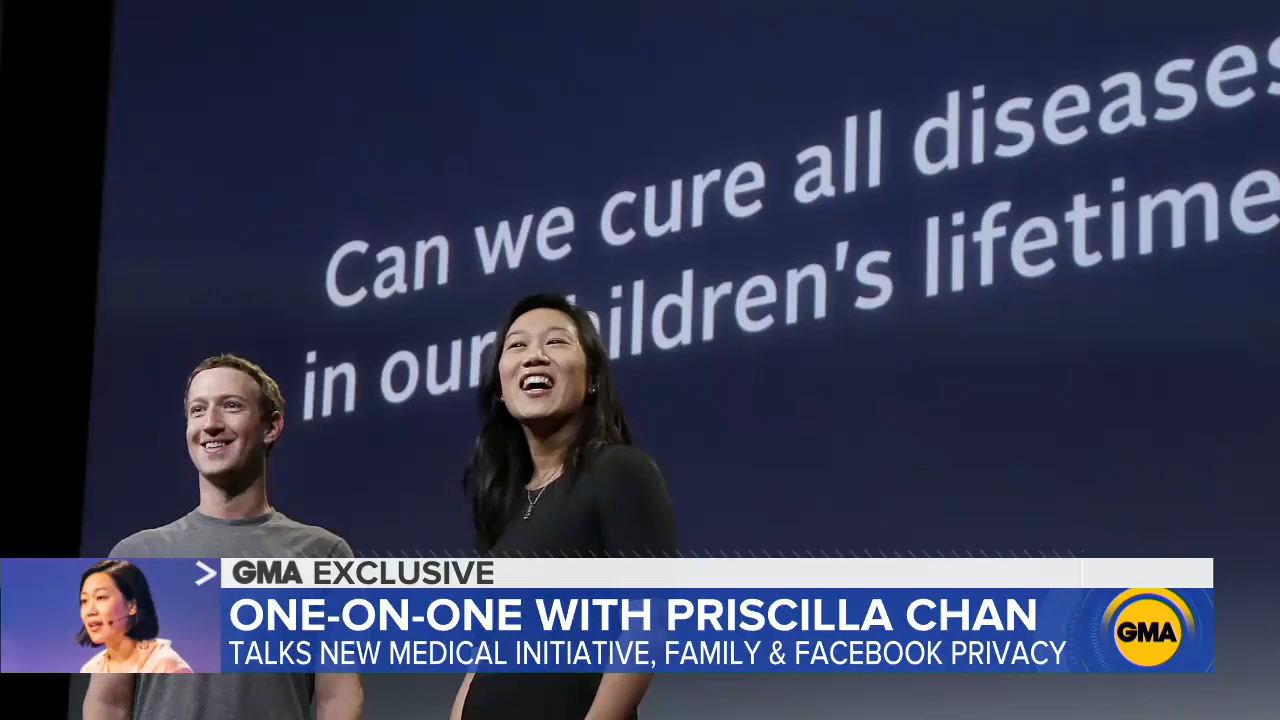 Can we cure all diseases
in our children's lifetime
GMA EXCLUSIVE
ONE-ON-ONE WITH PRISCILLA CHAN
TALKS NEW MEDICAL INITIATIVE, FAMILY & FACEBOOK PRIVACY
GMA